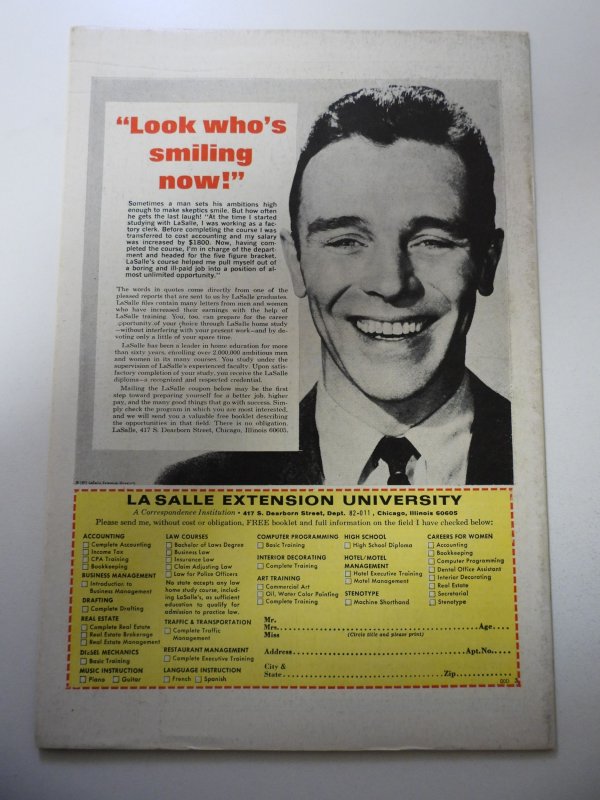 “Look who's
smiling
now!”
Sometimes a man sets his ambitions high
enough to make skeptics smile. But how often
he gets the last laugh! "At the time I started
studying with LaSalle, I was working as a fac-
tory clerk. Before completing the course I was
transferred to cost accounting and my salary
was increased by $1800. Now, having com-
pleted the course, I'm in charge of the depart-
ment and headed for the five figure bracket.
LaSalle's course helped me pull myself out of
a boring and ill-paid job into a position of al-
most unlimited opportunity."
The words in quotes come directly from one of the
pleased reports that are sent to us by LaSalle graduates.
LaSalle files contain many letters from men and women
who have increased their earnings with the help of
LaSalle training. You, too, can prepare for the career
opportunity of your choice through LaSalle home study
—without interfering with your present work—and by de-
voting only a little of your spare time.
LaSalle has been a leader in home education for more
than sixty years, enrolling over 2,000,000 ambitious men
and women in its many courses. You study under the
supervision of LaSalle's experienced faculty. Upon satis-
factory completion of your study, you receive the LaSalle
diploma—a recognized and respected credential.
Mailing the LaSalle coupon below may be the first
step toward preparing yourself for a better job, higher
pay, and the many good things that go with success. Sim-
ply check the program in which you are most interested,
and we will send you a valuable free booklet describing
the opportunities in that field. There is no obligation.
LaSalle, 417 S. Dearborn Street, Chicago, Illinois 60605.
LaSalle Extension University
LA SALLE EXTENSION UNIVERSITY
A Correspondence Institution • 417 S. Dearborn Street, Dept. 82-011, Chicago, Illinois 60605
Please send me, without cost or obligation, FREE booklet and full information on the field I have checked below:
ACCOUNTING
Complete Accounting
Income Tax
CPA Training
Bookkeeping
BUSINESS MANAGEMENT
Introduction to
Business Management
DRAFTING
Complete Drafting
REAL ESTATE
Complete Real Estate
Real Estate Brokerage
Real Estate Management
DIESEL MECHANICS
Basic Training
MUSIC INSTRUCTION
Piano Guitar
LAW COURSES
Bachelor of Laws Degree
Business Law
Insurance Law
Claim Adjusting Law
Law for Police Officers
No state accepts any law
home study course, includ-
ing LaSalle's, as sufficient
education to qualify for
admission to practice law.
TRAFFIC & TRANSPORTATION
Complete Traffic
Management
RESTAURANT MANAGEMENT
Complete Executive Training
LANGUAGE INSTRUCTION
French Spanish
COMPUTER PROGRAMMING
Basic Training
INTERIOR DECORATING
Complete Training
ART TRAINING
Commercial Art
Oil, Water Color Painting
Complete Training
HIGH SCHOOL
High School Diploma
HOTEL/MOTEL
MANAGEMENT
Hotel Executive Training
Motel Management
STENOTYPE
Machine Shorthand
CAREERS FOR WOMEN
Accounting
Bookkeeping
Computer Programming
Dental Office Assistant
Interior Decorating
Real Estate
Secretarial
Stenotype
Mr.
Mrs. Age
Miss (Circle title and please print)
Address Apt.No.
City &
State Zip